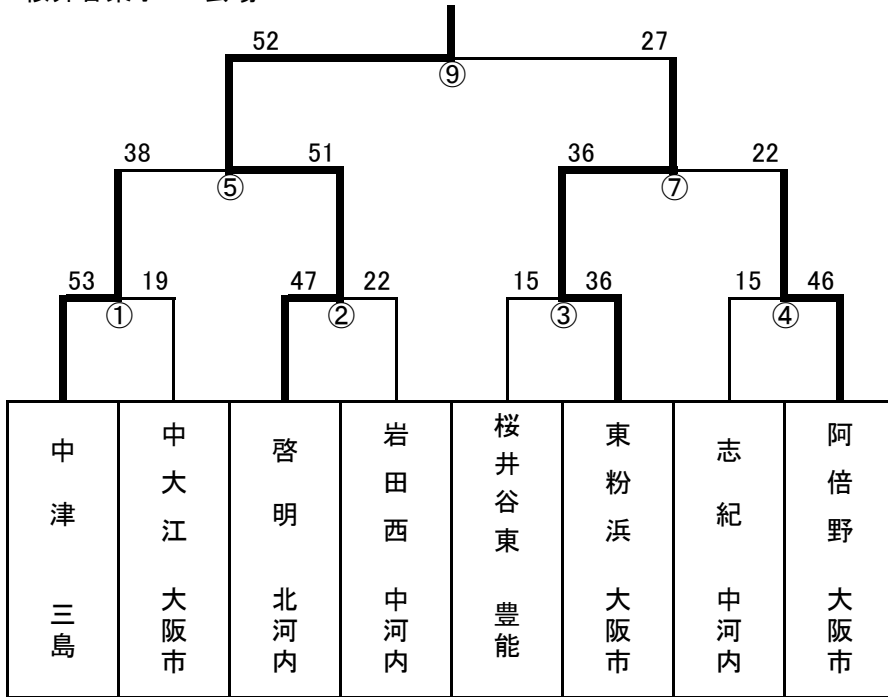 52 27
⑨
38 51 36 22
⑤ ⑦
53 19 47 22 15 36 15 46
① ② ③ ④
中津 三島
中大江 大阪市
啓明 北河内
岩田西 中河内
桜井谷東 豊能
東粉浜 大阪市
志紀 中河内
阿倍野 大阪市